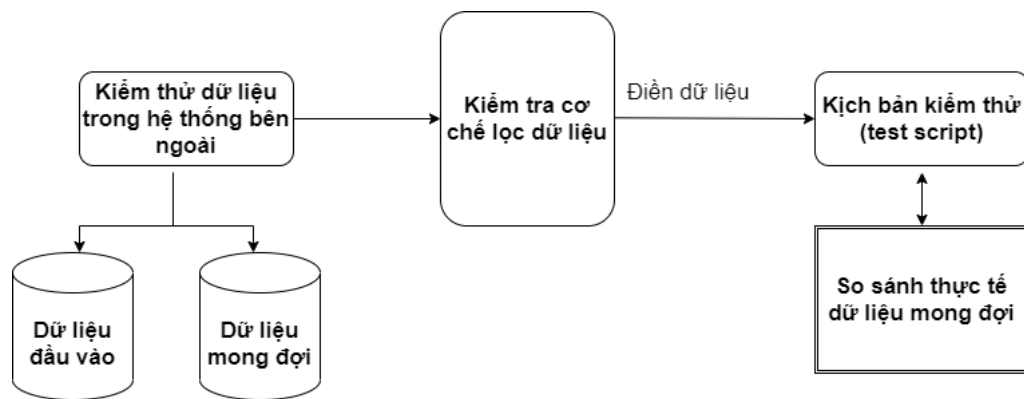 Kiểm thử dữ liệu
trong hệ thống bên
ngoài
Kiểm tra cơ
chế lọc dữ liệu
Điền dữ liệu
Kịch bản kiểm thử
(test script)
Dữ liệu
đầu vào
Dữ liệu
mong đợi
So sánh thực tế
dữ liệu mong đợi